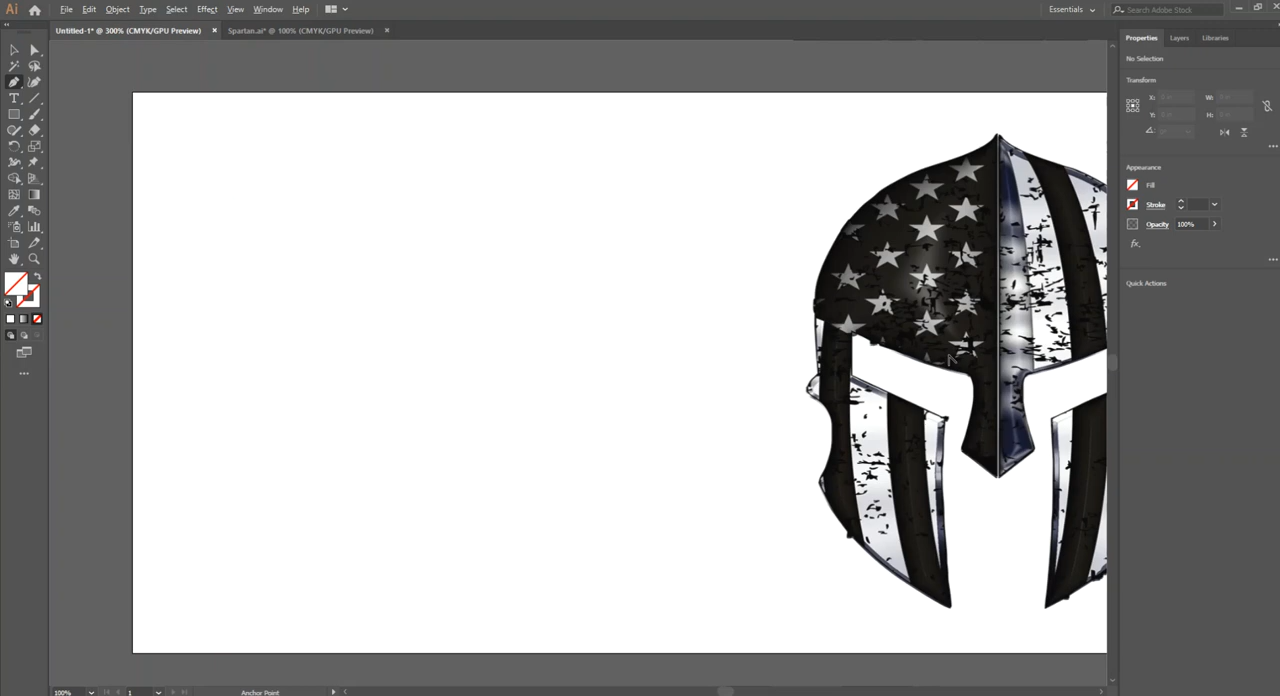 Ai File Edit Object Type Select Effect View Window Help Essentials Search Adobe Stock
Untitled-1* @ 300% (CMYK/GPU Preview) × Spartan.ai* @ 100% (CMYK/GPU Preview) ×
Properties Layers Libraries
No Selection
Transform
X: W:
Y: H:
Appearance
Fill
Stroke
Opacity 100%
fx.
Quick Actions
100% 1 Anchor Point